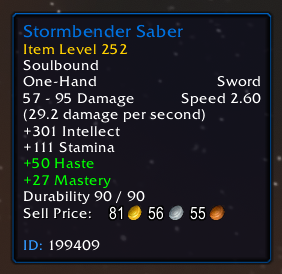 Stormbender Saber
Item Level 252
Soulbound
One-Hand Sword
57 - 95 Damage Speed 2.60
(29.2 damage per second)
+301 Intellect
+111 Stamina
+50 Haste
+27 Mastery
Durability 90 / 90
Sell Price: 81 56 55
ID: 199409